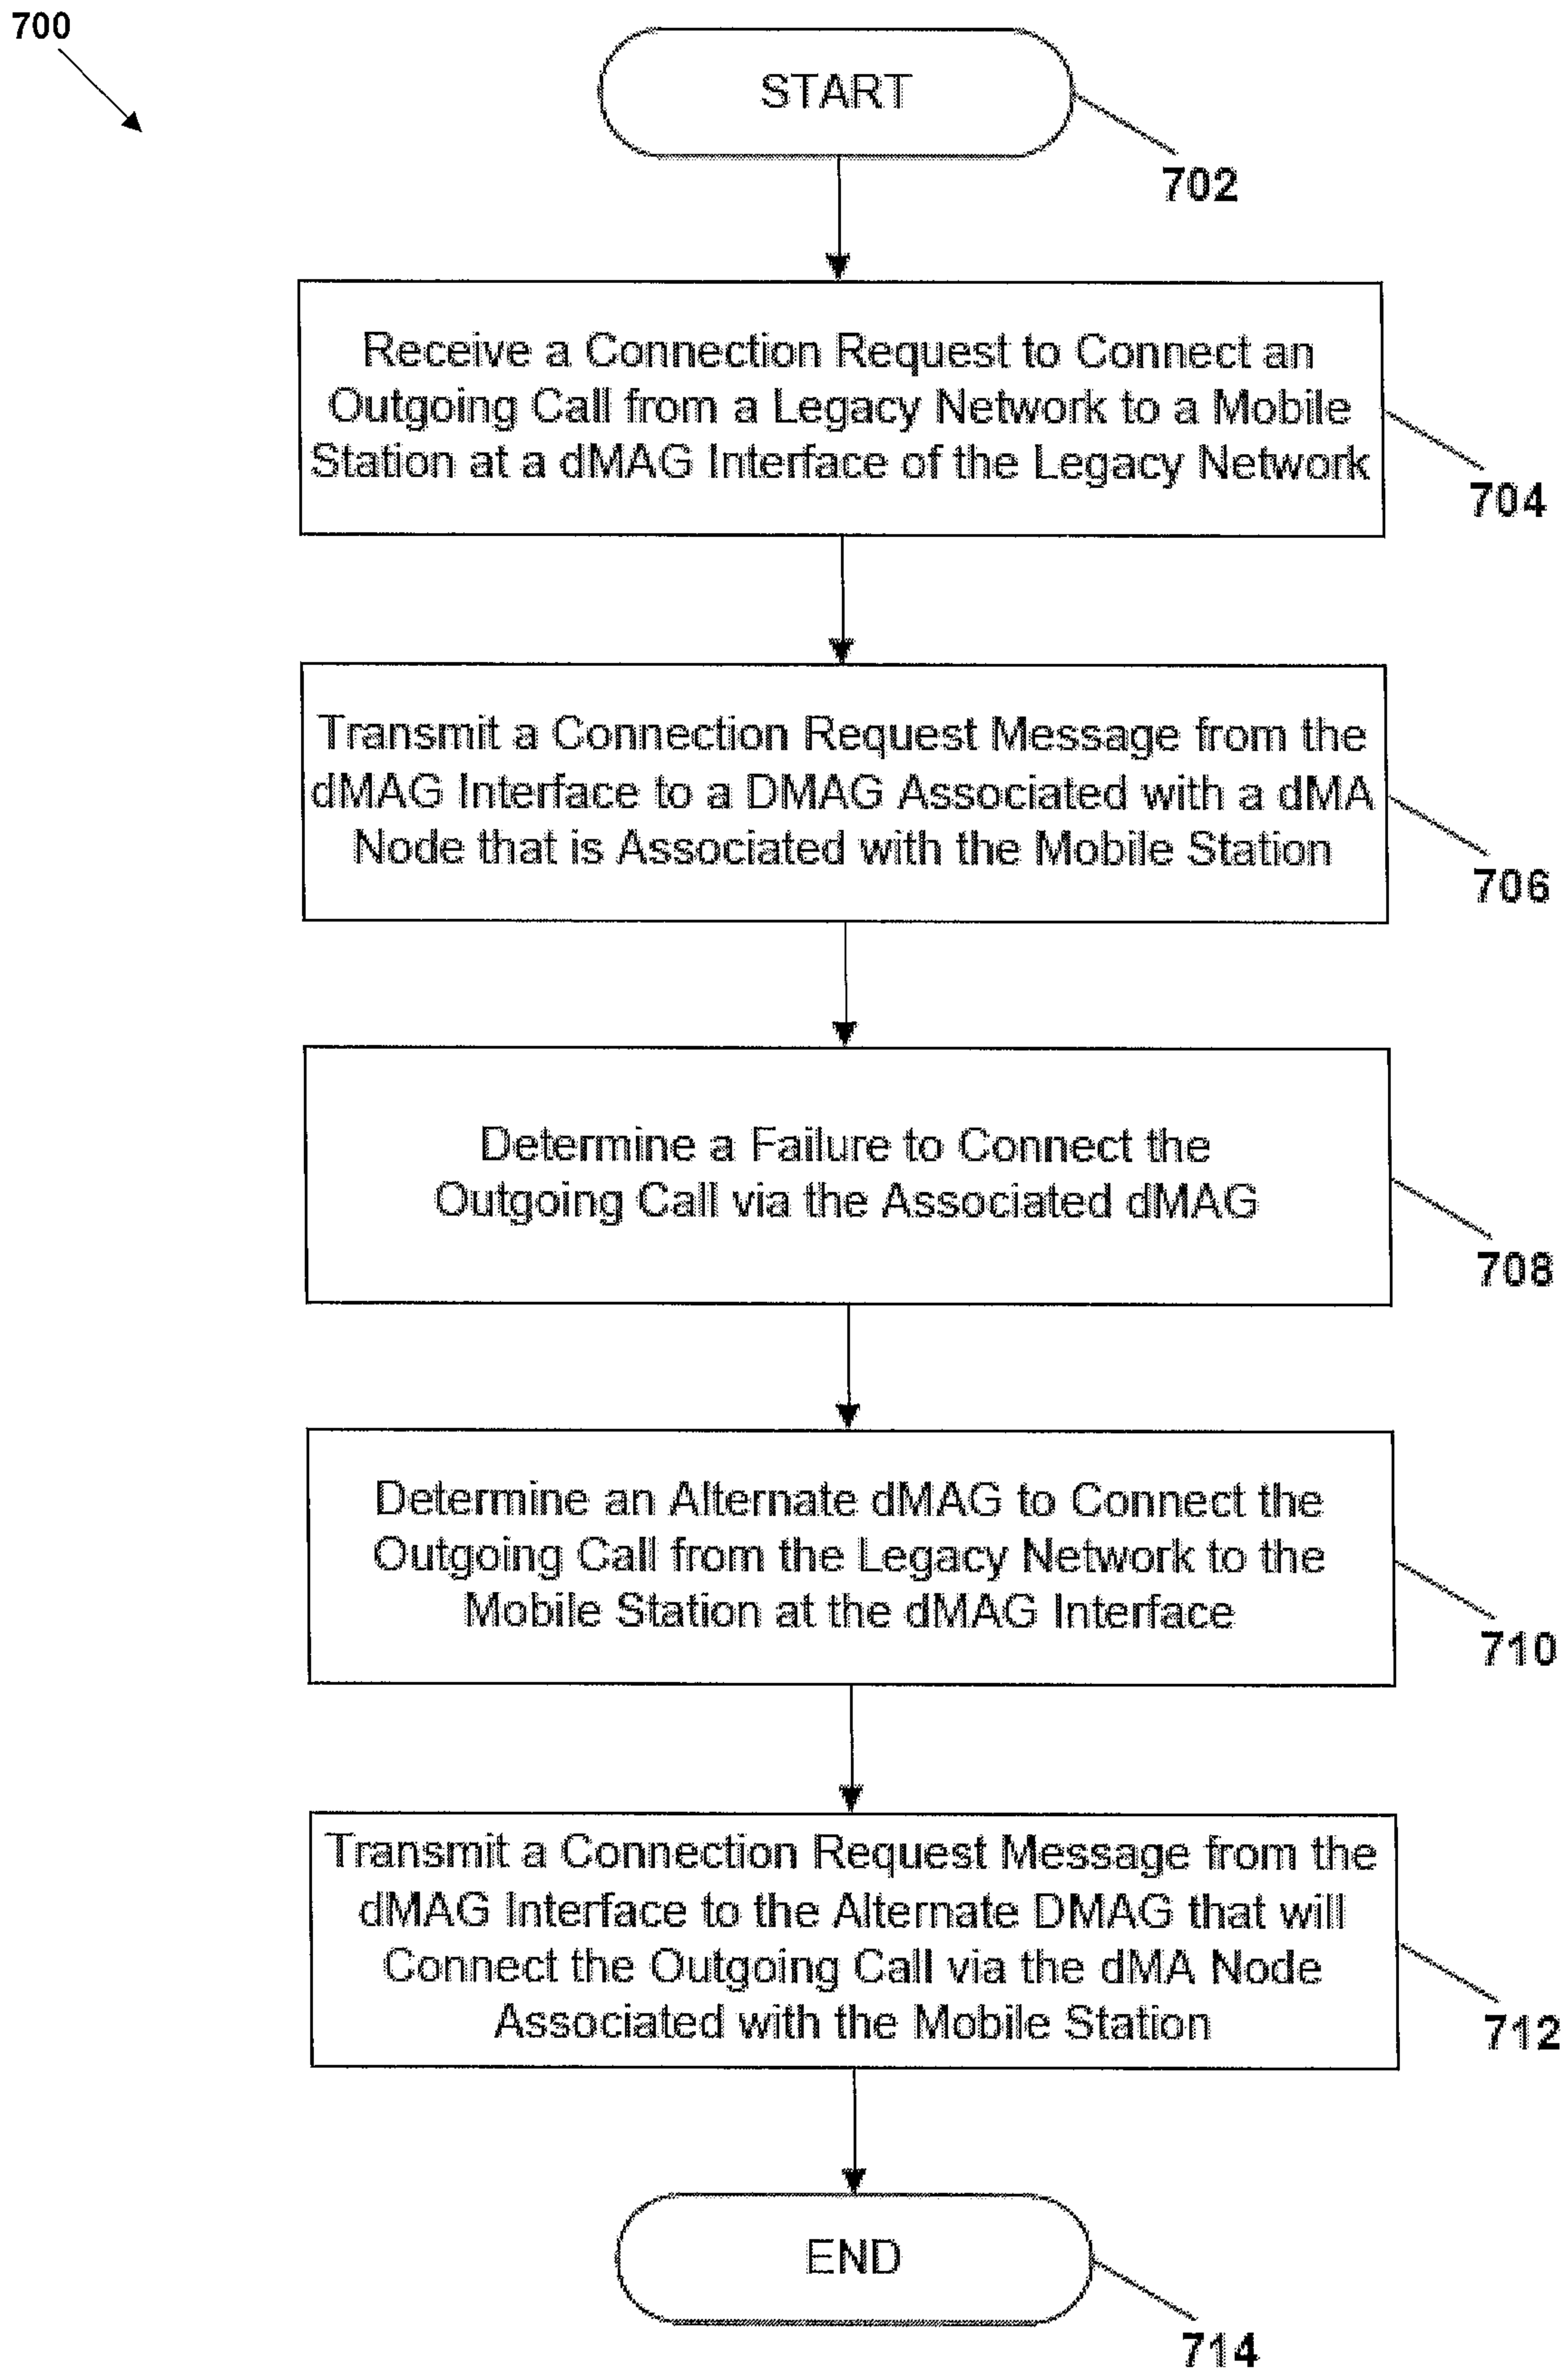 700
START
702
Receive a Connection Request to Connect an
Outgoing Call from a Legacy Network to a Mobile
Station at a dMAG Interface of the Legacy Network
704
Transmit a Connection Request Message from the
dMAG Interface to a DMAG Associated with a dMA
Node that is Associated with the Mobile Station
706
Determine a Failure to Connect the
Outgoing Call via the Associated dMAG
708
Determine an Alternate dMAG to Connect the
Outgoing Call from the Legacy Network to the
Mobile Station at the dMAG Interface
710
Transmit a Connection Request Message from the
dMAG Interface to the Alternate DMAG that will
Connect the Outgoing Call via the dMA Node
Associated with the Mobile Station
712
END
714